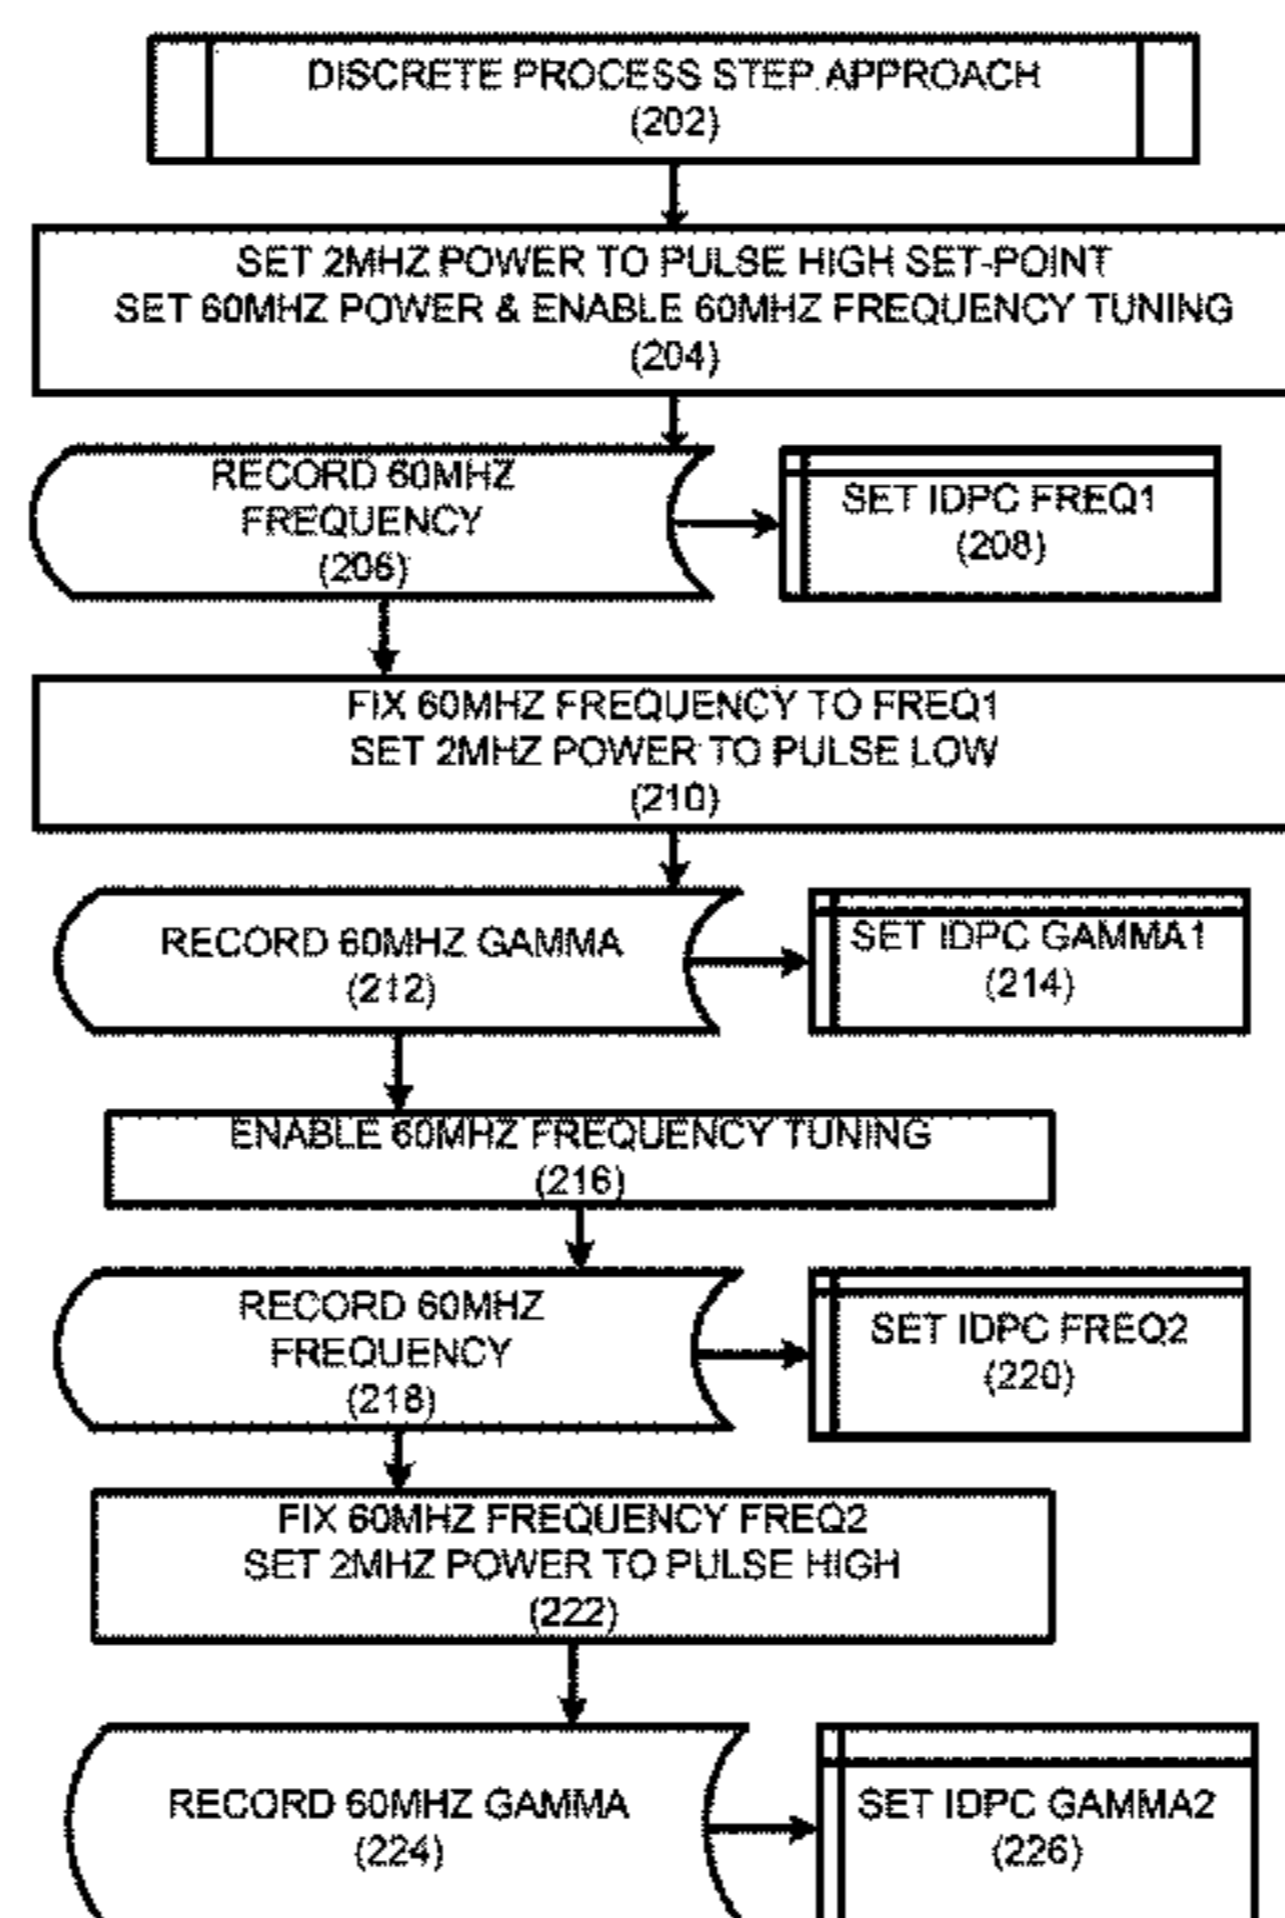 DISCRETE PROCESS STEP APPROACH
(202)
SET 2MHZ POWER TO PULSE HIGH SET-POINT
SET 60MHZ POWER & ENABLE 60MHZ FREQUENCY TUNING
(204)
RECORD 60MHZ
FREQUENCY
(206)
SET IDPC FREQ1
(208)
FIX 60MHZ FREQUENCY TO FREQ1
SET 2MHZ POWER TO PULSE LOW
(210)
RECORD 60MHZ GAMMA
(212)
SET IDPC GAMMA1
(214)
ENABLE 60MHZ FREQUENCY TUNING
(216)
RECORD 60MHZ
FREQUENCY
(218)
SET IDPC FREQ2
(220)
FIX 60MHZ FREQUENCY FREQ2
SET 2MHZ POWER TO PULSE HIGH
(222)
RECORD 60MHZ GAMMA
(224)
SET IDPC GAMMA2
(226)